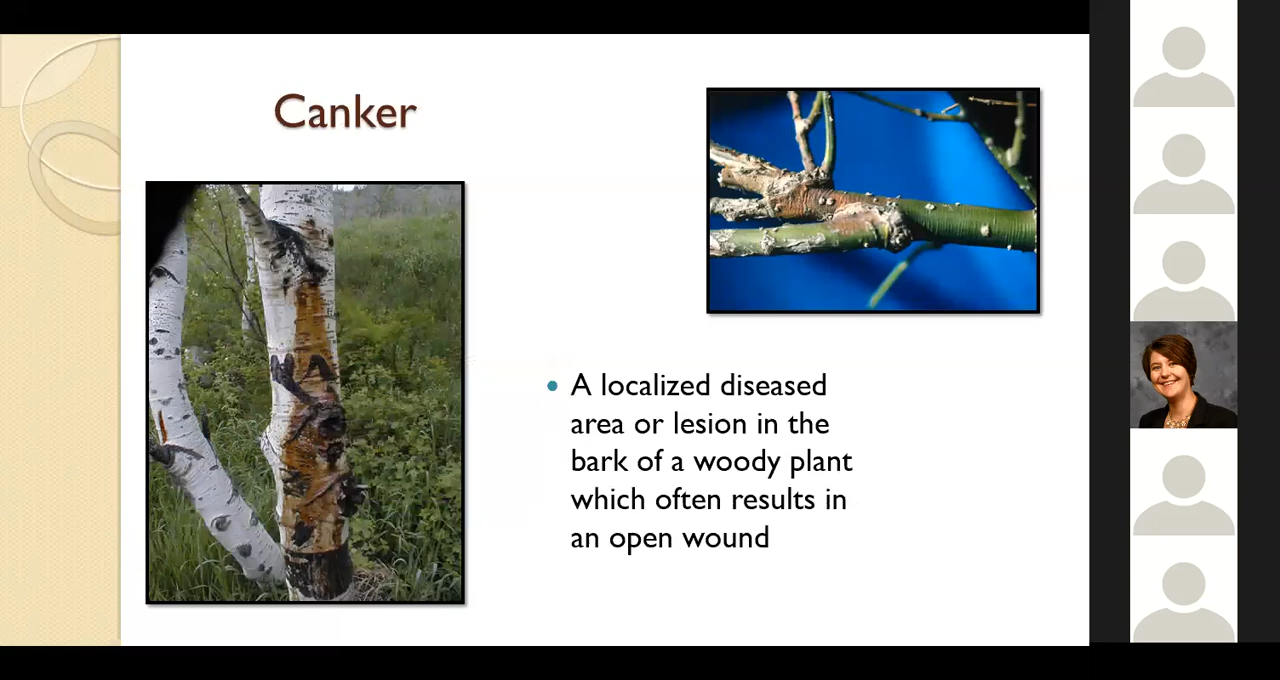 Canker
• A localized diseased
area or lesion in the
bark of a woody plant
which often results in
an open wound